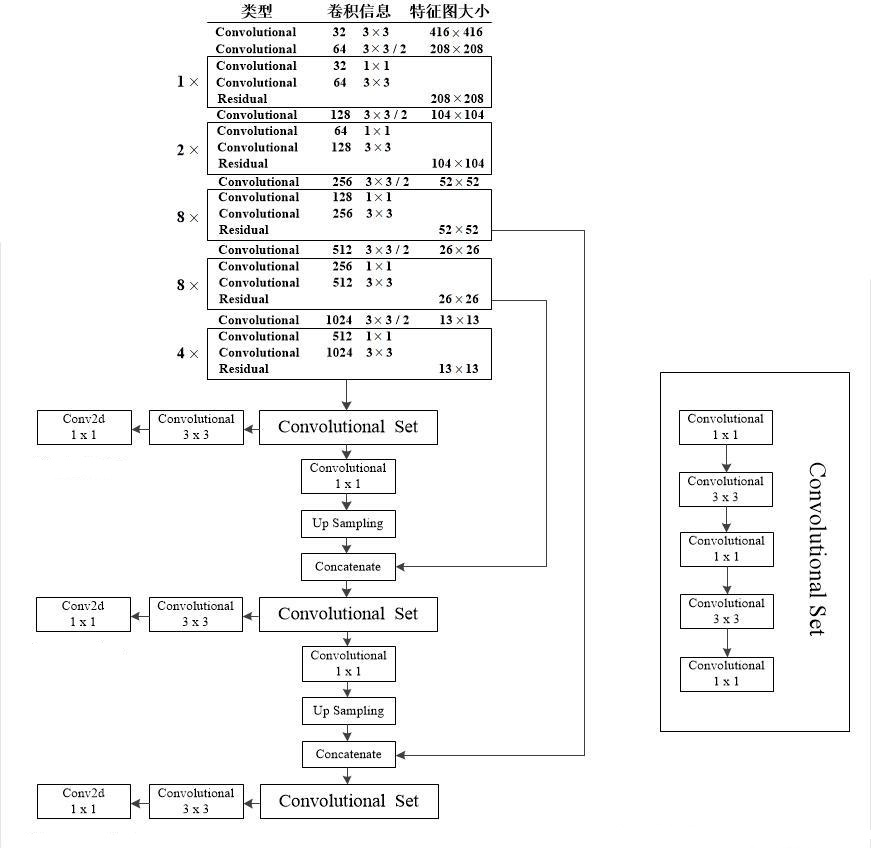 类型 卷积信息 特征图大小
Convolutional 32 3×3 416×416
Convolutional 64 3×3/2 208×208
1×
Convolutional 32 1×1
Convolutional 64 3×3
Residual 208×208
Convolutional 128 3×3/2 104×104
2×
Convolutional 64 1×1
Convolutional 128 3×3
Residual 104×104
Convolutional 256 3×3/2 52×52
8×
Convolutional 128 1×1
Convolutional 256 3×3
Residual 52×52
Convolutional 512 3×3/2 26×26
8×
Convolutional 256 1×1
Convolutional 512 3×3
Residual 26×26
Convolutional 1024 3×3/2 13×13
4×
Convolutional 512 1×1
Convolutional 1024 3×3
Residual 13×13
Conv2d
1 x 1
Convolutional
3 x 3
Convolutional Set
Convolutional
1 x 1
Up Sampling
Concatenate
Conv2d
1 x 1
Convolutional
3 x 3
Convolutional Set
Convolutional
1 x 1
Up Sampling
Concatenate
Conv2d
1 x 1
Convolutional
3 x 3
Convolutional Set
Convolutional
1 x 1
Convolutional
3 x 3
Convolutional
1 x 1
Convolutional
3 x 3
Convolutional
1 x 1
Convolutional Set